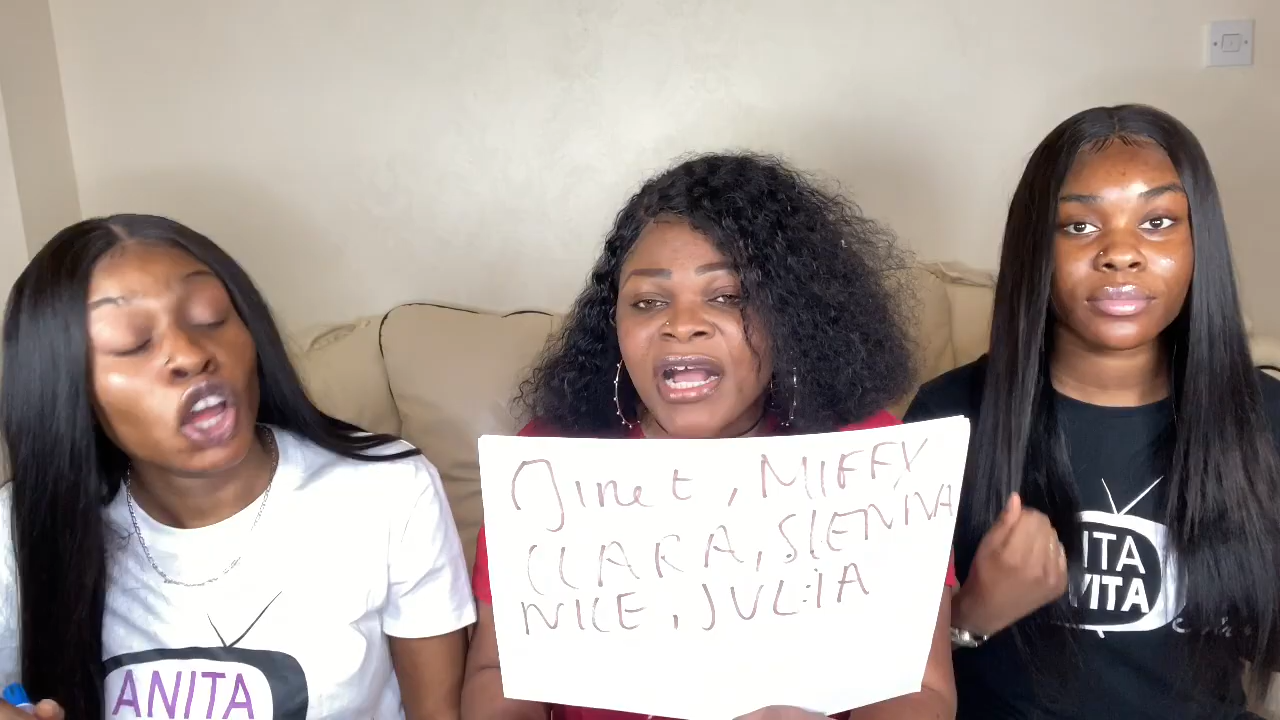 Jinet, MIFFY
CLARA, SIENNA
NICE, JULIA
ANITA
ITA
VITA